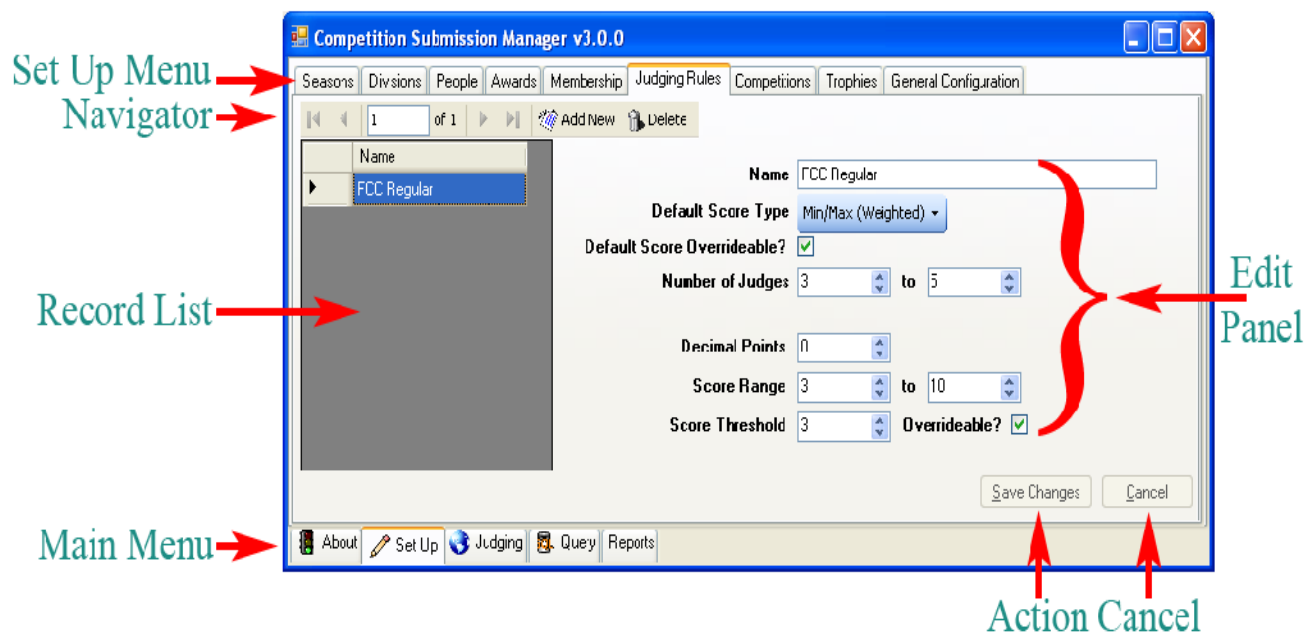 Competition Submission Manager v3.0.0
Set Up Menu
Seasons Divisions People Awards Membership Judging Rules Competitions Trophies General Configuration
Navigator
1 of 1 Add New Delete
Name
FCC Regular
Name FCC Regular
Default Score Type Min/Max (Weighted)
Default Score Overrideable?
Number of Judges 3 to 5
Edit
Panel
Record List
Decimal Points 0
Score Range 3 to 10
Score Threshold 3 Overrideable?
Save Changes Cancel
Main Menu
About Set Up Judging Query Reports
Action Cancel